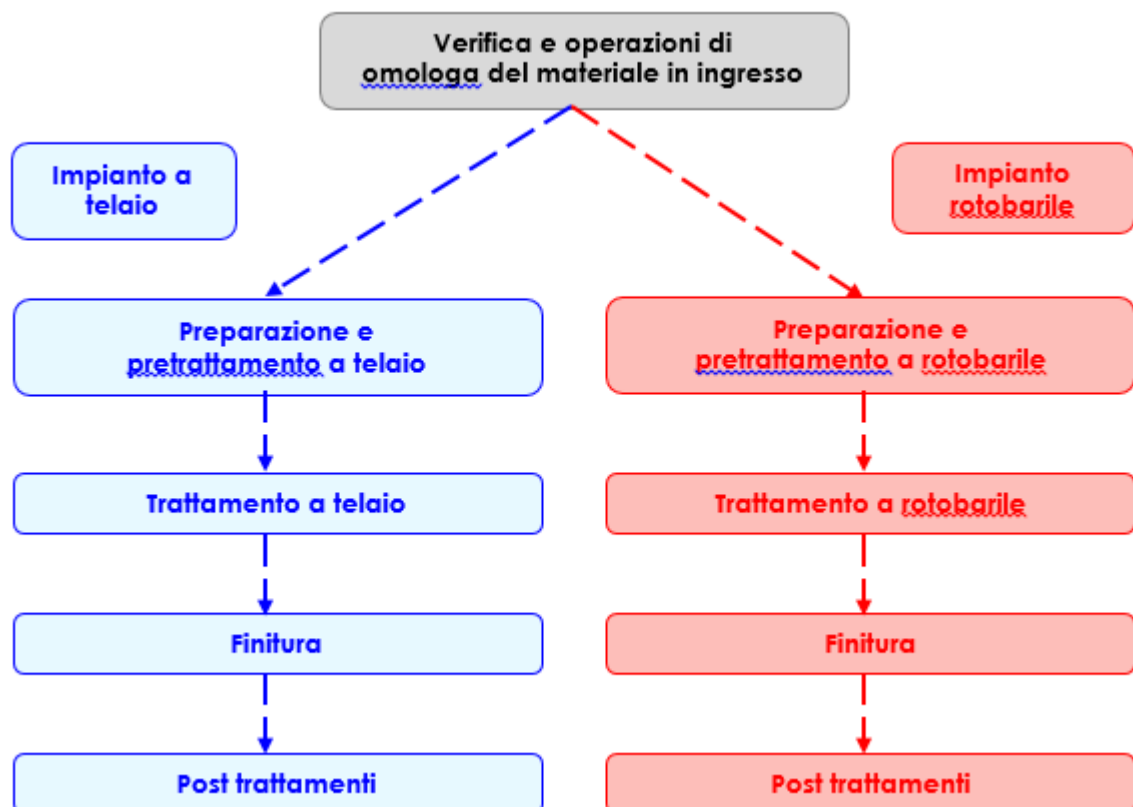 Verifica e operazioni di
omologa del materiale in ingresso
Impianto a
telaio
Impianto
rotobarile
Preparazione e
pretrattamento a telaio
Preparazione e
pretrattamento a rotobarile
Trattamento a telaio
Trattamento a rotobarile
Finitura
Finitura
Post trattamenti
Post trattamenti